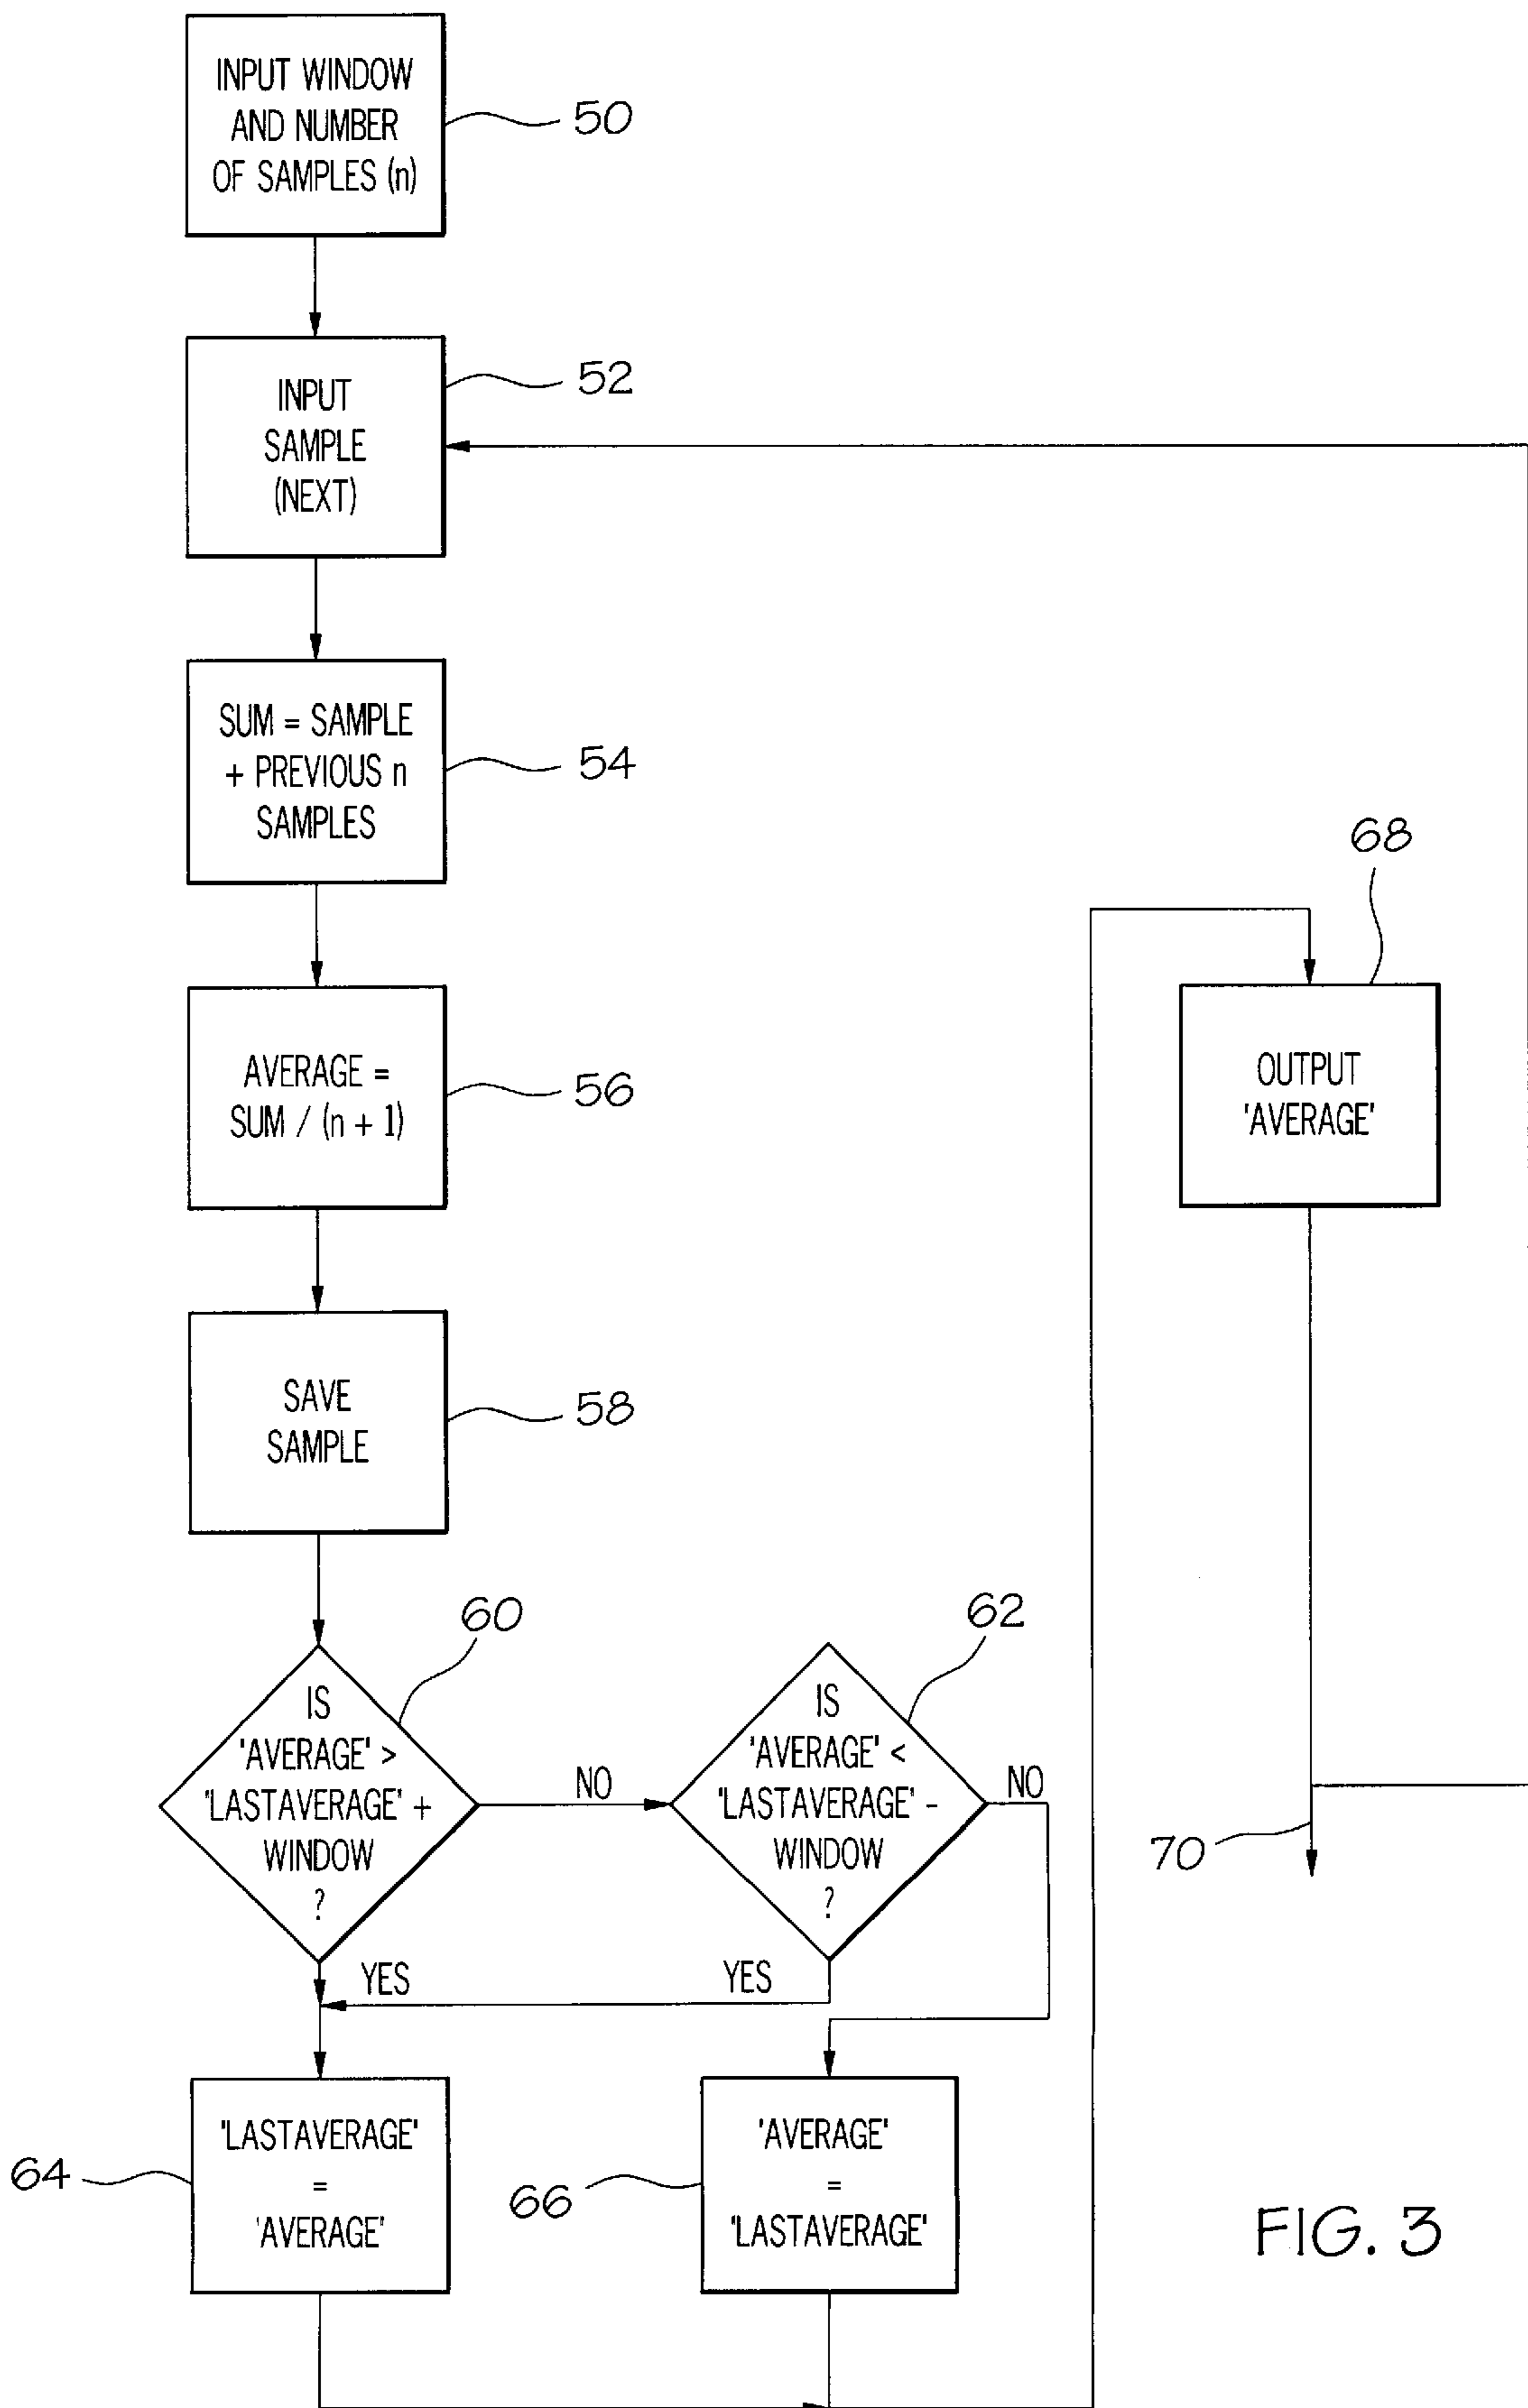 INPUT WINDOW
AND NUMBER
OF SAMPLES (n)
50
INPUT
SAMPLE
(NEXT)
52
SUM = SAMPLE
+ PREVIOUS n
SAMPLES
54
AVERAGE =
SUM / (n + 1)
56
SAVE
SAMPLE
58
IS
'AVERAGE' >
'LASTAVERAGE' +
WINDOW
?
60
NO
YES
IS
'AVERAGE' <
'LASTAVERAGE' -
WINDOW
?
62
NO
YES
'LASTAVERAGE'
=
'AVERAGE'
64
'AVERAGE'
=
'LASTAVERAGE'
66
68
OUTPUT
'AVERAGE'
70
FIG. 3